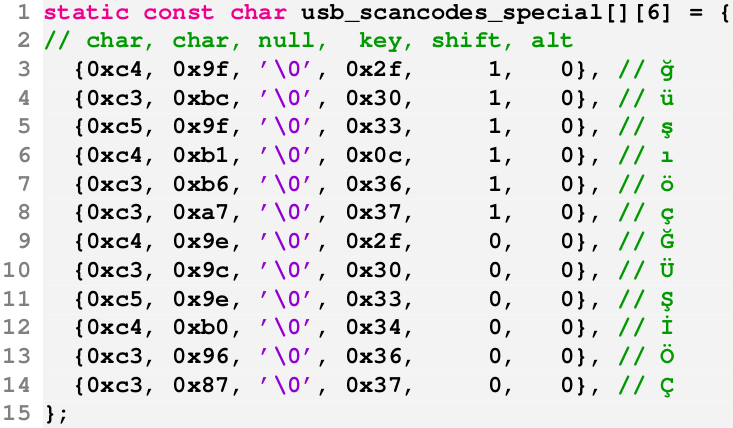 1 static const char usb_scancodes_special[][6] = {
2 // char, char, null,  key, shift, alt
3   {0xc4, 0x9f, '\0', 0x2f,     1,   0}, // ğ
4   {0xc3, 0xbc, '\0', 0x30,     1,   0}, // ü
5   {0xc5, 0x9f, '\0', 0x33,     1,   0}, // ş
6   {0xc4, 0xb1, '\0', 0x0c,     1,   0}, // ı
7   {0xc3, 0xb6, '\0', 0x36,     1,   0}, // ö
8   {0xc3, 0xa7, '\0', 0x37,     1,   0}, // ç
9   {0xc4, 0x9e, '\0', 0x2f,     0,   0}, // Ğ
10   {0xc3, 0x9c, '\0', 0x30,     0,   0}, // Ü
11   {0xc5, 0x9e, '\0', 0x33,     0,   0}, // Ş
12   {0xc4, 0xb0, '\0', 0x34,     0,   0}, // İ
13   {0xc3, 0x96, '\0', 0x36,     0,   0}, // Ö
14   {0xc3, 0x87, '\0', 0x37,     0,   0}, // Ç
15 };